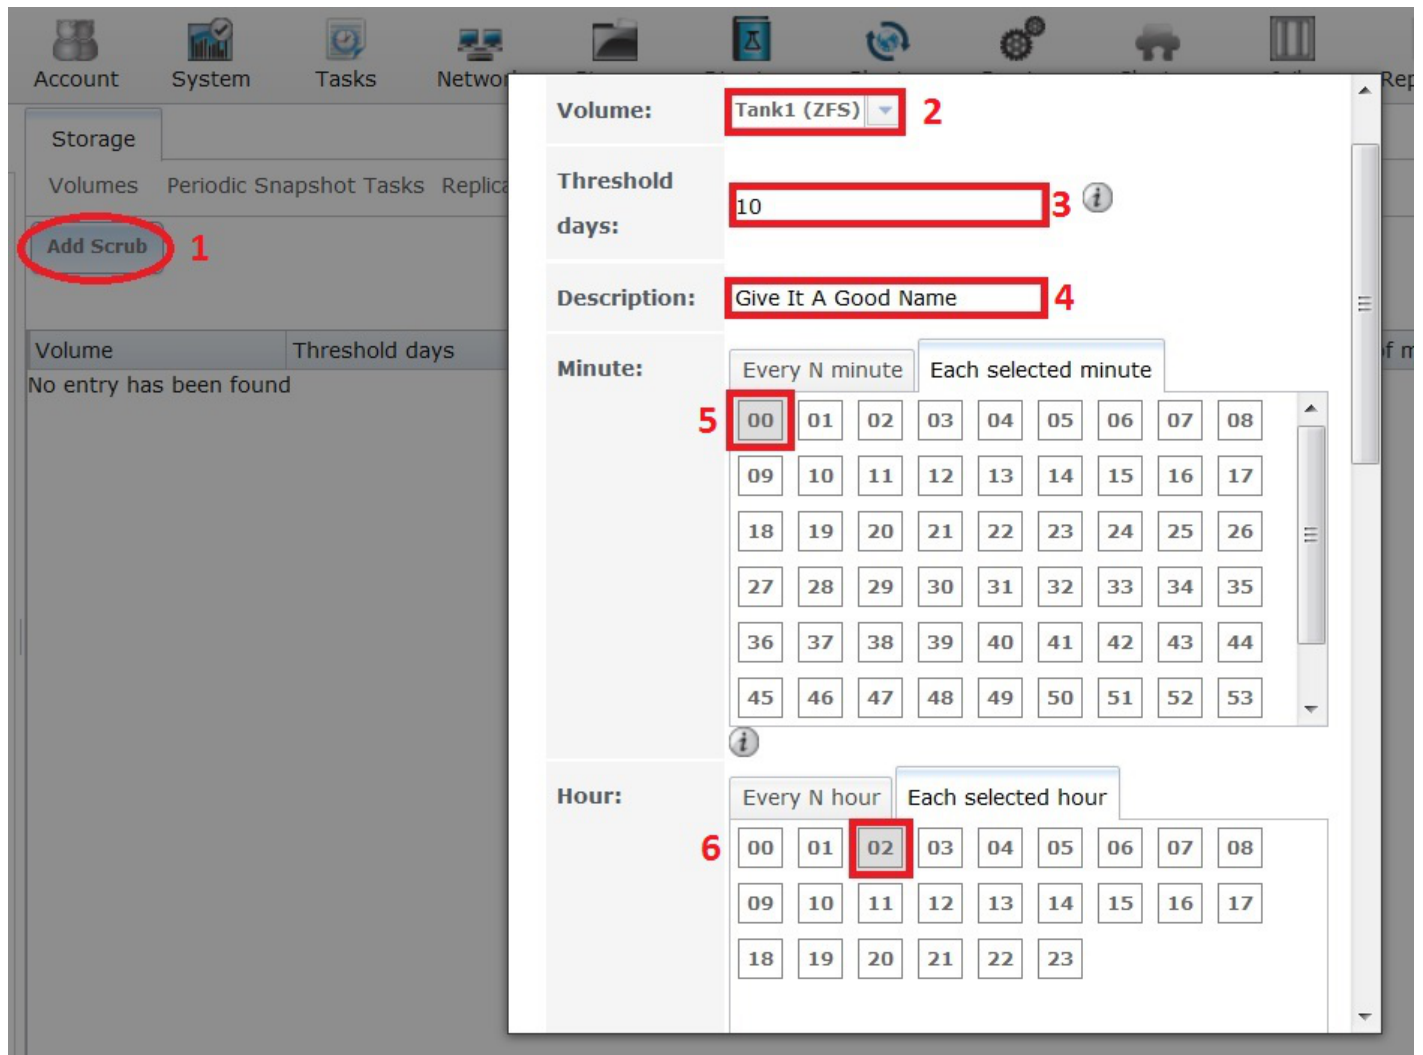 Account System Tasks
Storage
Volumes Periodic Snapshot Tasks
Add Scrub 1
Volume Threshold days
No entry has been found
Volume: Tank1 (ZFS) 2
Threshold
days:
10 3 i
Description: Give It A Good Name 4
Minute: Every N minute Each selected minute
5 00 01 02 03 04 05 06 07 08
09 10 11 12 13 14 15 16 17
18 19 20 21 22 23 24 25 26
27 28 29 30 31 32 33 34 35
36 37 38 39 40 41 42 43 44
45 46 47 48 49 50 51 52 53
i
Hour: Every N hour Each selected hour
6 00 01 02 03 04 05 06 07 08
09 10 11 12 13 14 15 16 17
18 19 20 21 22 23